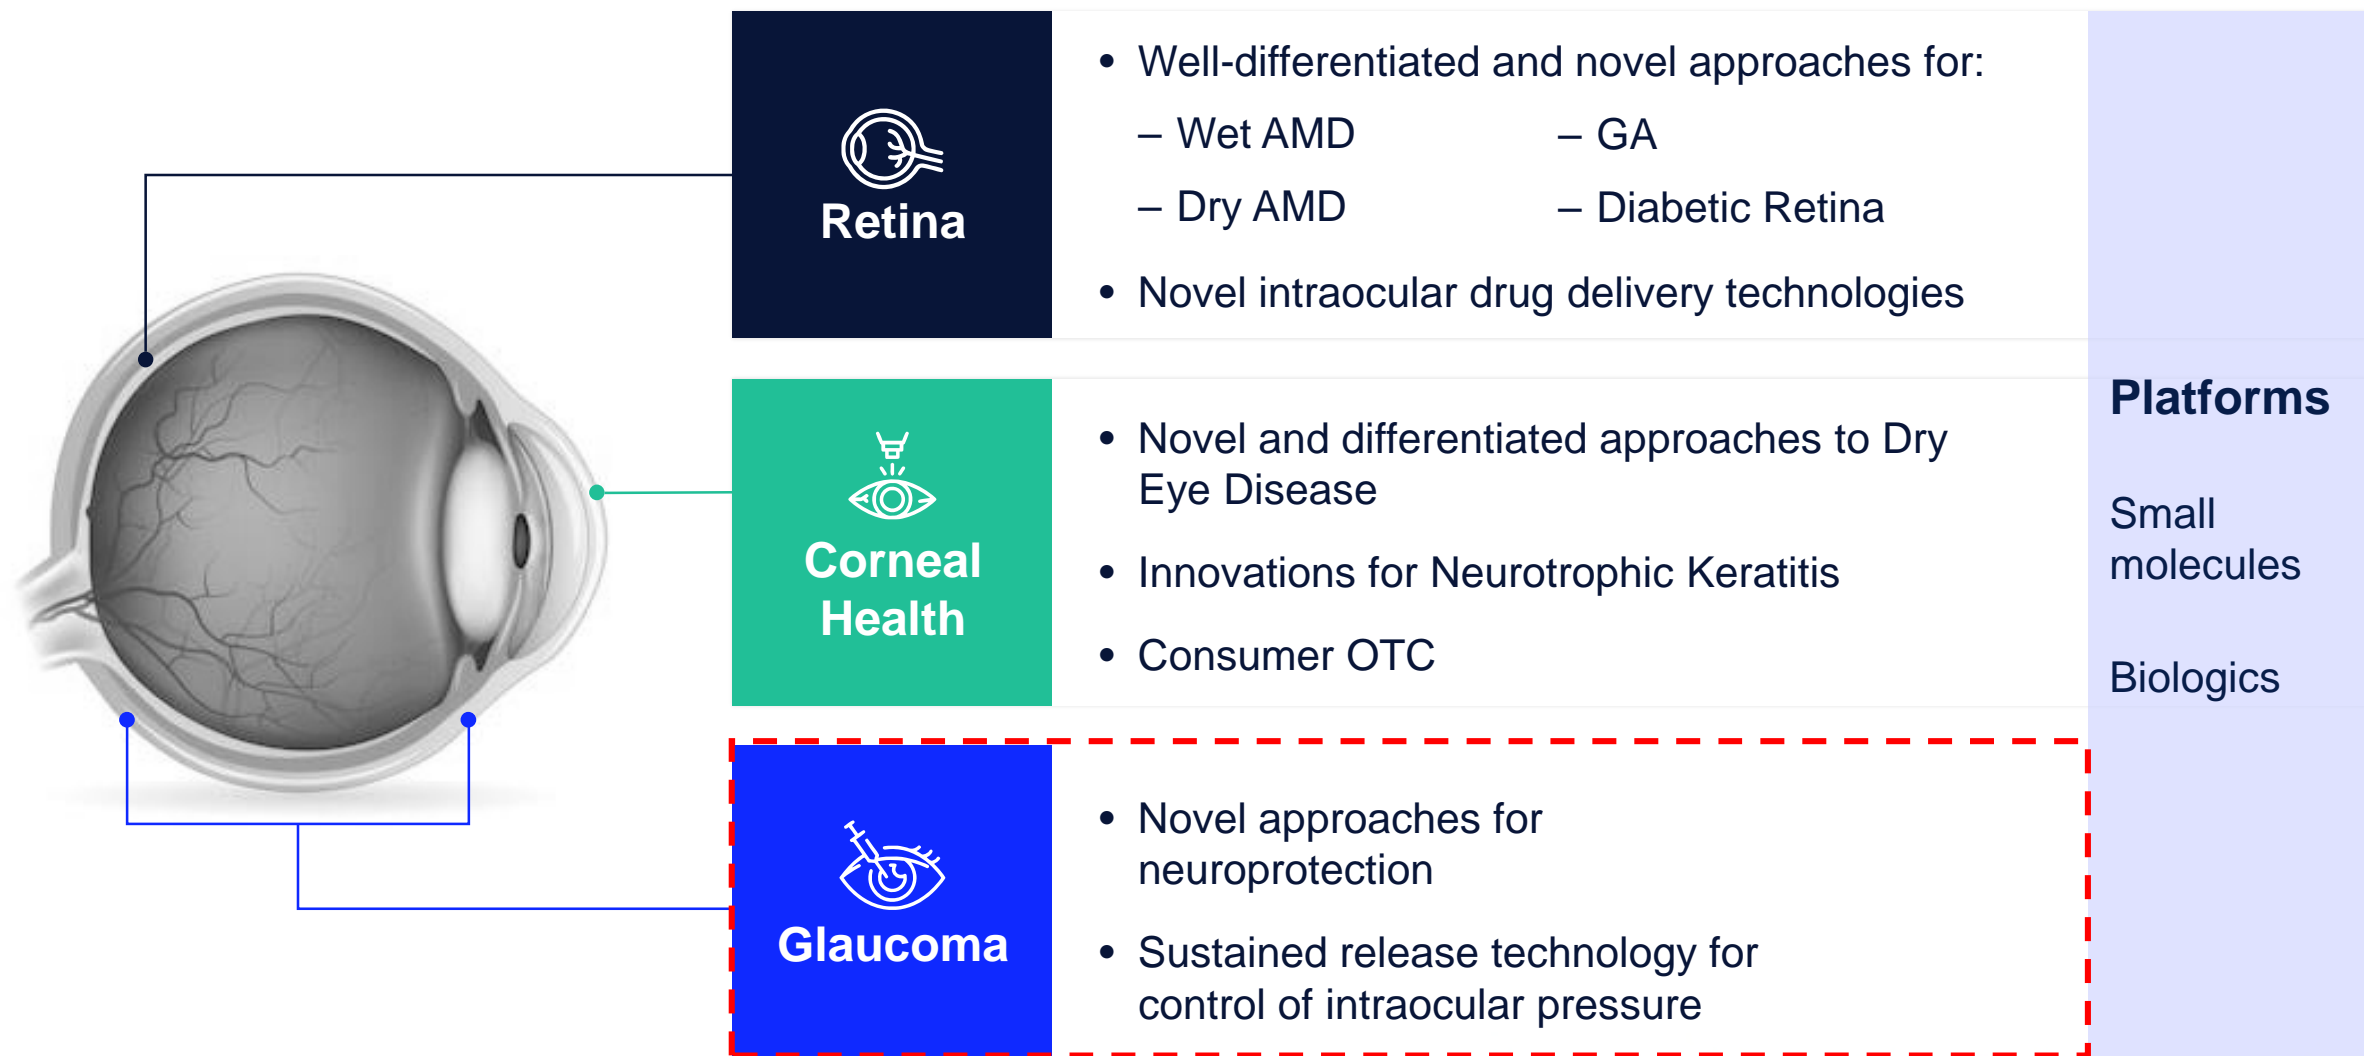 Retina
• Well-differentiated and novel approaches for:
– Wet AMD
– GA
– Dry AMD
– Diabetic Retina
• Novel intraocular drug delivery technologies
Corneal
Health
• Novel and differentiated approaches to Dry
Eye Disease
• Innovations for Neurotrophic Keratitis
• Consumer OTC
Glaucoma
• Novel approaches for
neuroprotection
• Sustained release technology for
control of intraocular pressure
Platforms
Small
molecules
Biologics